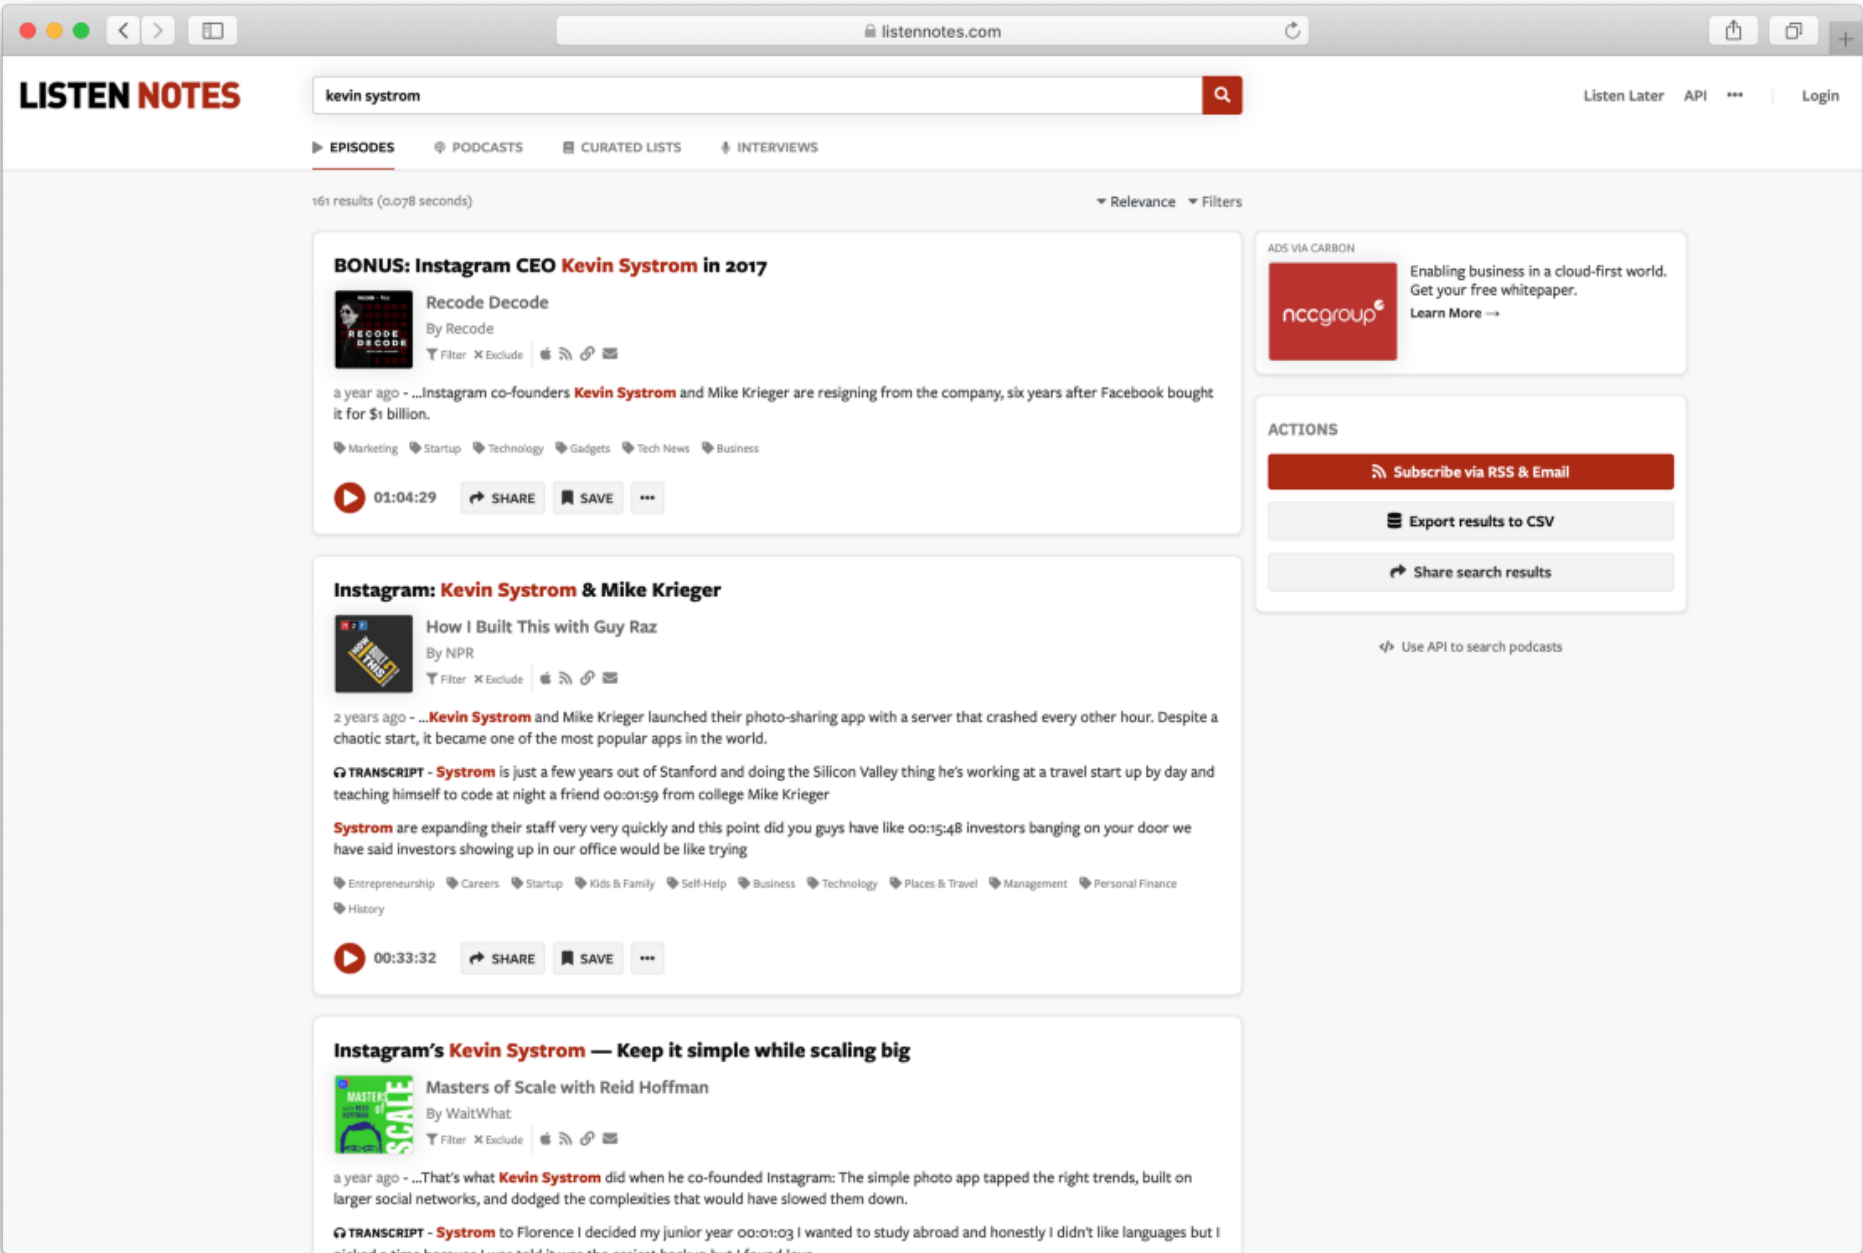 listennotes.com
LISTEN NOTES
kevin systrom
Listen Later API ••• Login
EPISODES PODCASTS CURATED LISTS INTERVIEWS
161 results (0.078 seconds)
Relevance Filters
BONUS: Instagram CEO Kevin Systrom in 2017
RECODE DECODE
Recode Decode
By Recode
Filter Exclude
a year ago - ...Instagram co-founders Kevin Systrom and Mike Krieger are resigning from the company, six years after Facebook bought
it for $1 billion.
Marketing Startup Technology Gadgets Tech News Business
01:04:29 SHARE SAVE •••
Instagram: Kevin Systrom & Mike Krieger
npr
HOW I BUILT THIS
How I Built This with Guy Raz
By NPR
Filter Exclude
2 years ago - ...Kevin Systrom and Mike Krieger launched their photo-sharing app with a server that crashed every other hour. Despite a
chaotic start, it became one of the most popular apps in the world.
TRANSCRIPT - Systrom is just a few years out of Stanford and doing the Silicon Valley thing he's working at a travel start up by day and
teaching himself to code at night a friend 00:01:59 from college Mike Krieger
Systrom are expanding their staff very very quickly and this point did you guys have like 00:15:48 investors banging on your door we
have said investors showing up in our office would be like trying
Entrepreneurship Careers Startup Kids & Family Self-Help Business Technology Places & Travel Management Personal Finance
History
00:33:32 SHARE SAVE •••
Instagram's Kevin Systrom — Keep it simple while scaling big
MASTERS of SCALE
Masters of Scale with Reid Hoffman
By WaitWhat
Filter Exclude
a year ago - ...That's what Kevin Systrom did when he co-founded Instagram: The simple photo app tapped the right trends, built on
larger social networks, and dodged the complexities that would have slowed them down.
TRANSCRIPT - Systrom to Florence I decided my junior year 00:01:03 I wanted to study abroad and honestly I didn't like languages but I
ADS VIA CARBON
nccgroup
Enabling business in a cloud-first world.
Get your free whitepaper.
Learn More →
ACTIONS
Subscribe via RSS & Email
Export results to CSV
Share search results
</> Use API to search podcasts